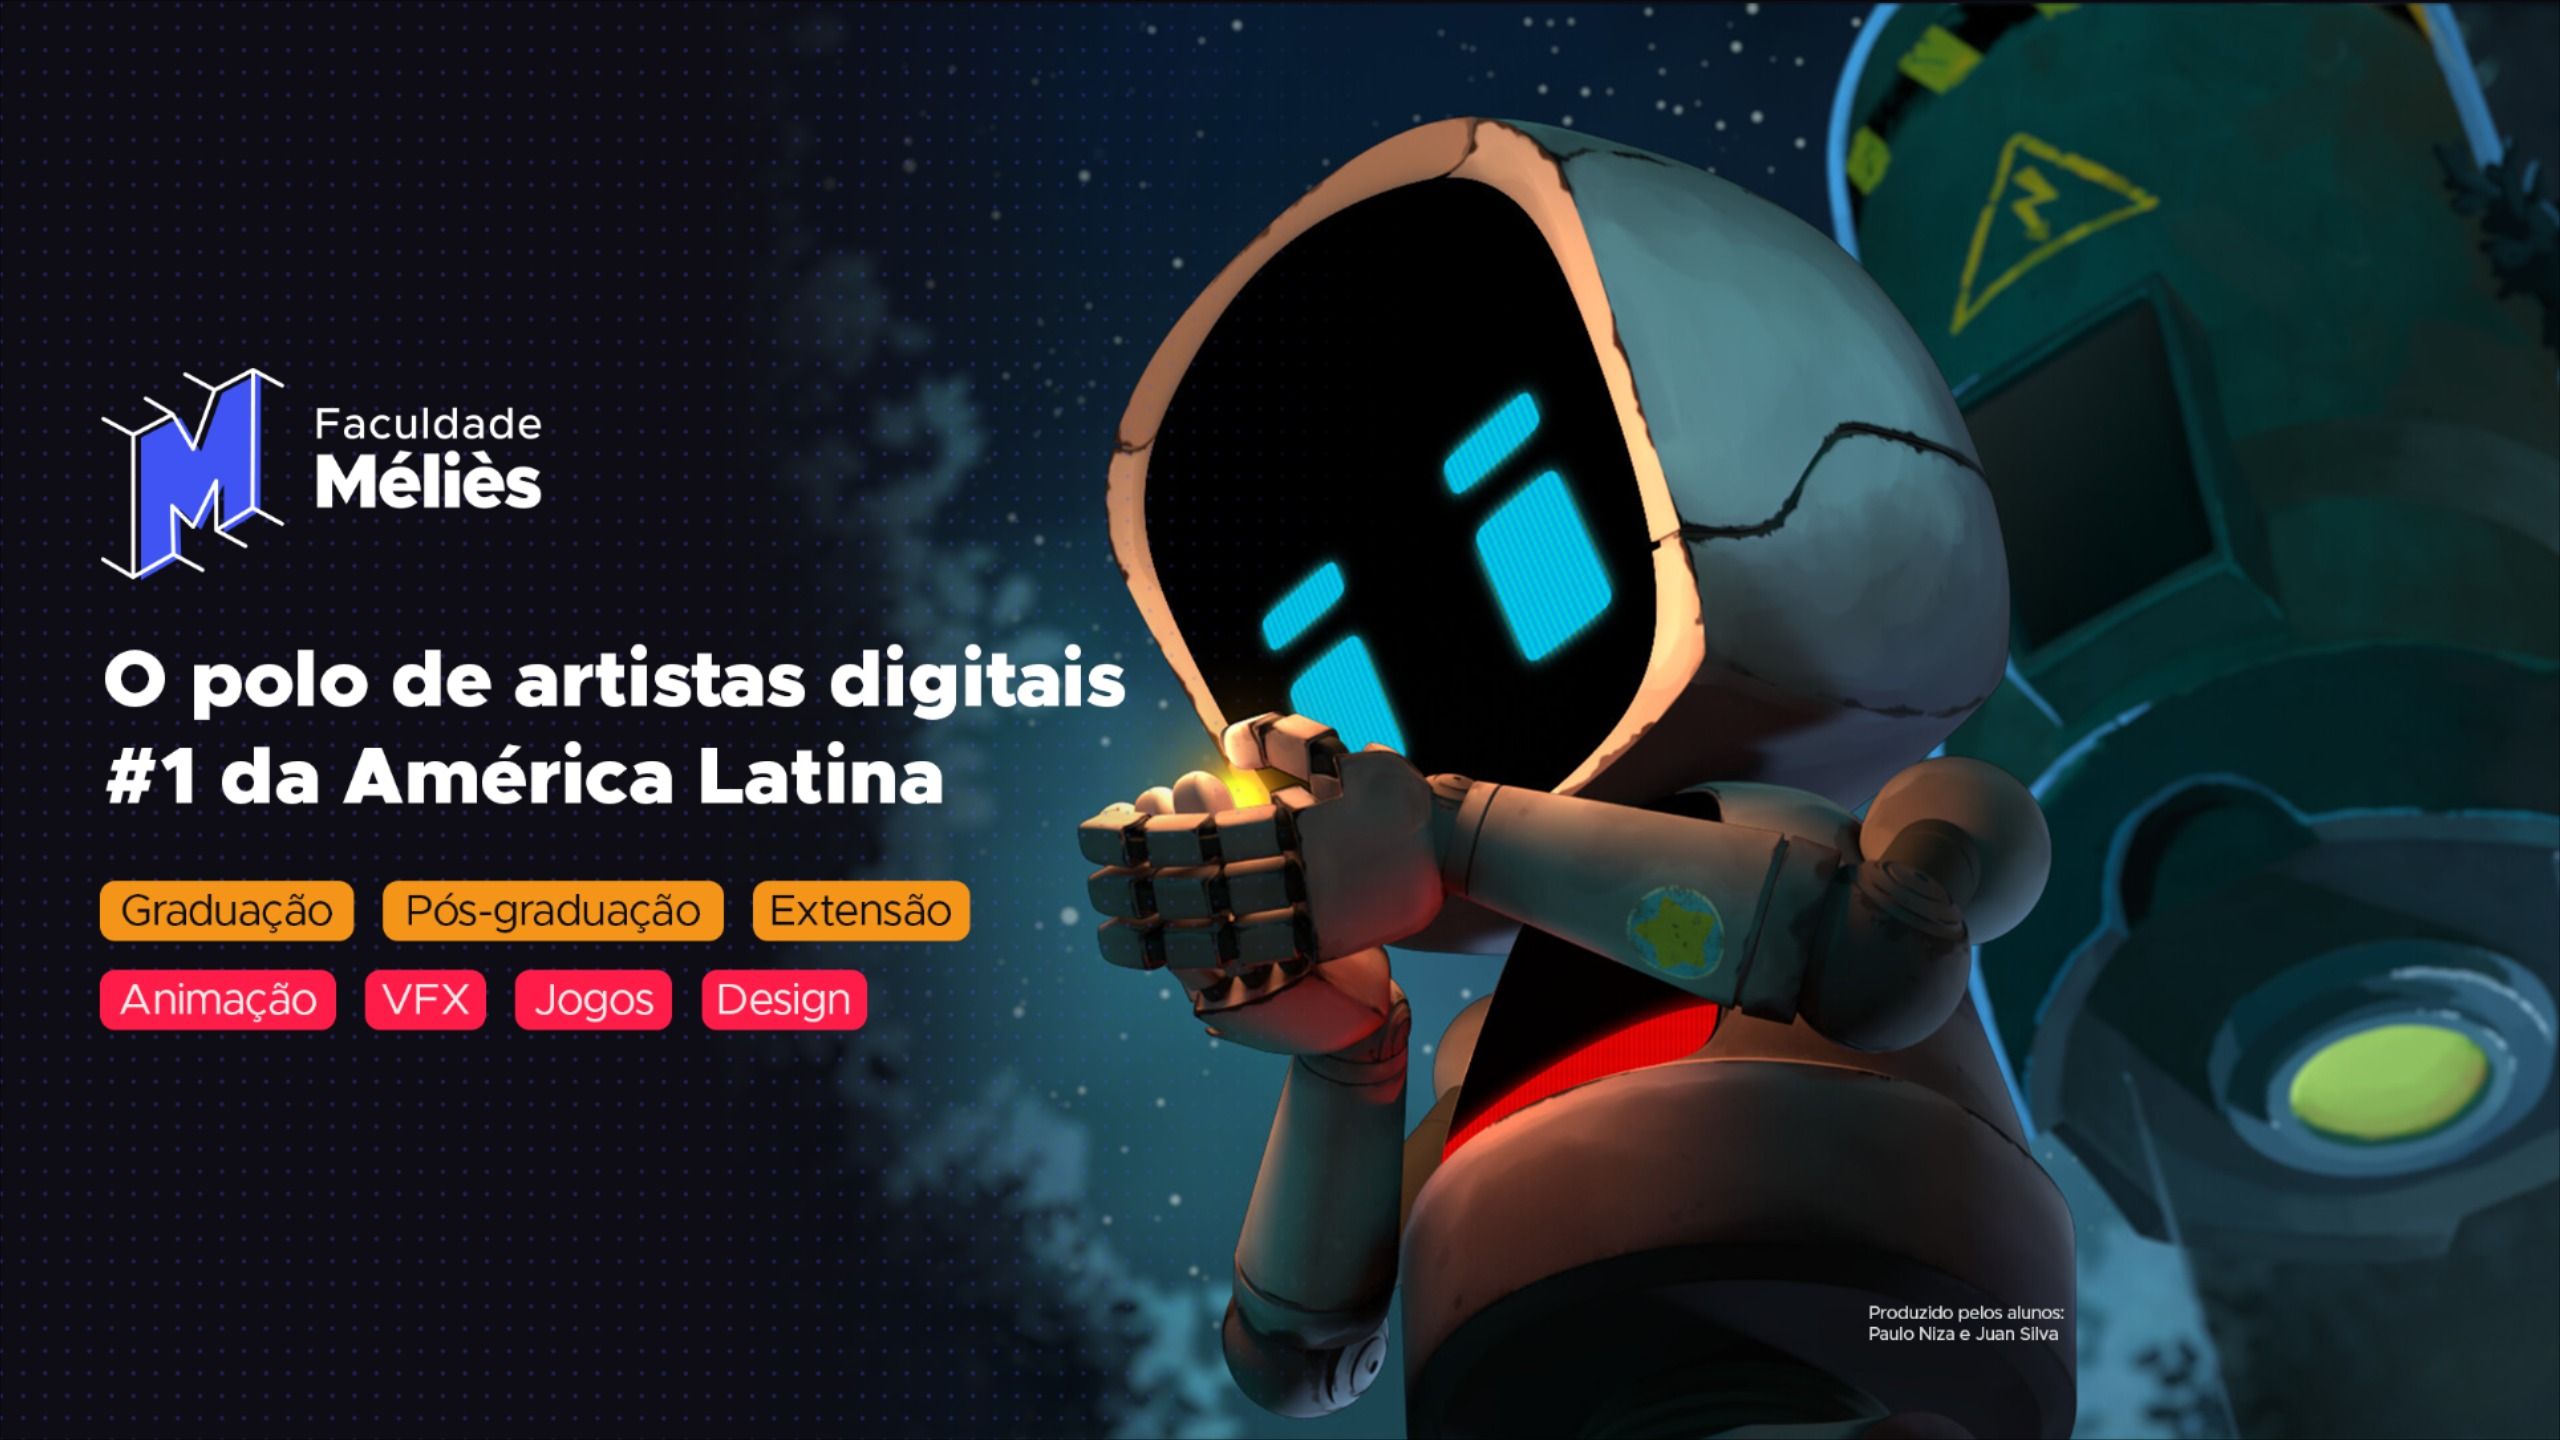 Faculdade
Méliès
O polo de artistas digitais
#1 da América Latina
Graduação Pós-graduação Extensão
Animação VFX Jogos Design
Produzido pelos alunos:
Paulo Niza e Juan Silva